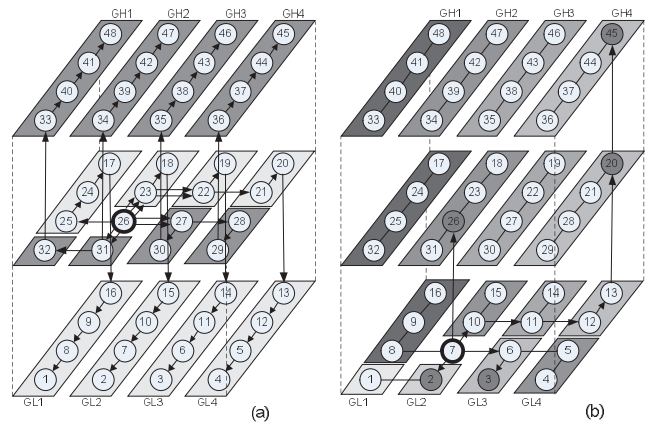 GH1 GH2 GH3 GH4 GH1 GH2 GH3 GH4
48 47 46 45 48 47 46 45
41 42 43 44 41 42 43 44
40 39 38 37 40 39 38 37
33 34 35 36 33 34 35 36
17 18 19 20 17 18 19 20
24 23 22 21 24 23 22 21
25 26 27 28 25 26 27 28
32 31 30 29 32 31 30 29
16 15 14 13 16 15 14 13
9 10 11 12 9 10 11 12
8 7 6 5 8 7 6 5
1 2 3 4 1 2 3 4
GL1 GL2 GL3 GL4 GL1 GL2 GL3 GL4
(a) (b)